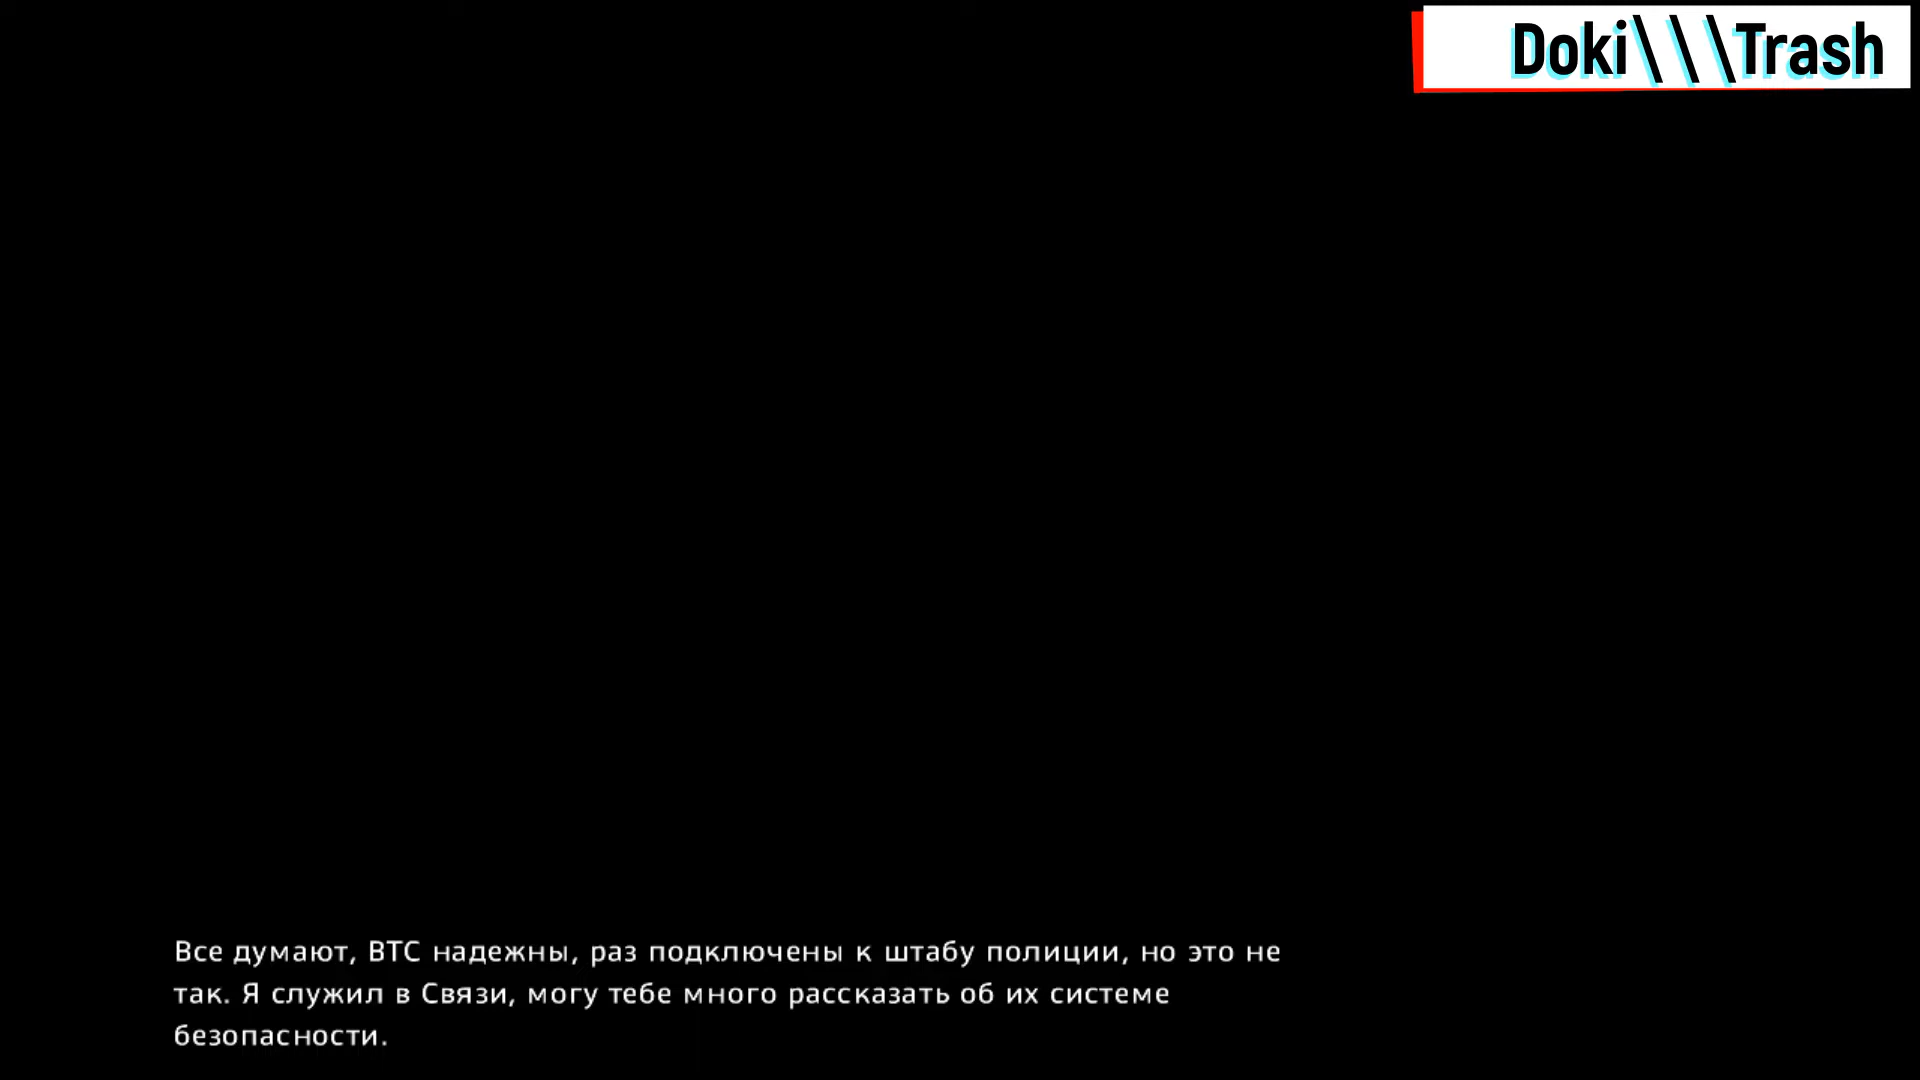 Doki\\\Trash
Все думают, ВТС надежны, раз подключены к штабу полиции, но это не
так. Я служил в Связи, могу тебе много рассказать об их системе
безопасности.